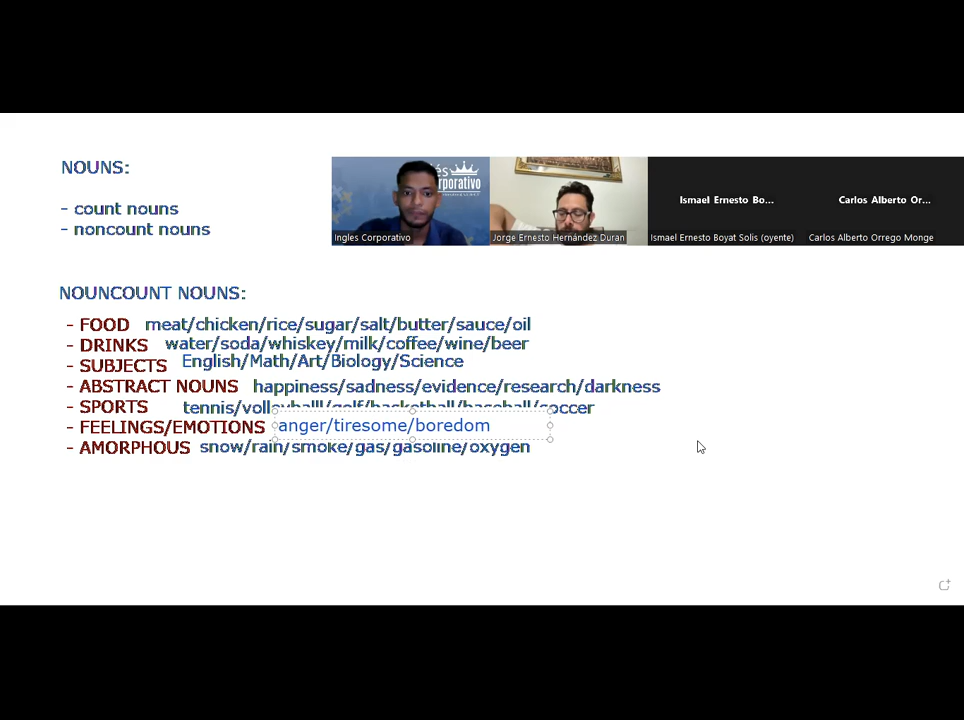 NOUNS:
- count nouns
- noncount nouns
és
orporativo
Ingles Corporativo
Jorge Ernesto Hernández Duran
Ismael Ernesto Bo...
Ismael Ernesto Boyat Solis (oyente)
Carlos Alberto Or...
Carlos Alberto Orrego Monge
NOUNCOUNT NOUNS:
- FOOD meat/chicken/rice/sugar/salt/butter/sauce/oil
- DRINKS water/soda/whiskey/milk/coffee/wine/beer
- SUBJECTS English/Math/Art/Biology/Science
- ABSTRACT NOUNS happiness/sadness/evidence/research/darkness
- SPORTS tennis/volleyballl/golf/basketball/baseball/soccer
- FEELINGS/EMOTIONS anger/tiresome/boredom
- AMORPHOUS snow/rain/smoke/gas/gasoline/oxygen